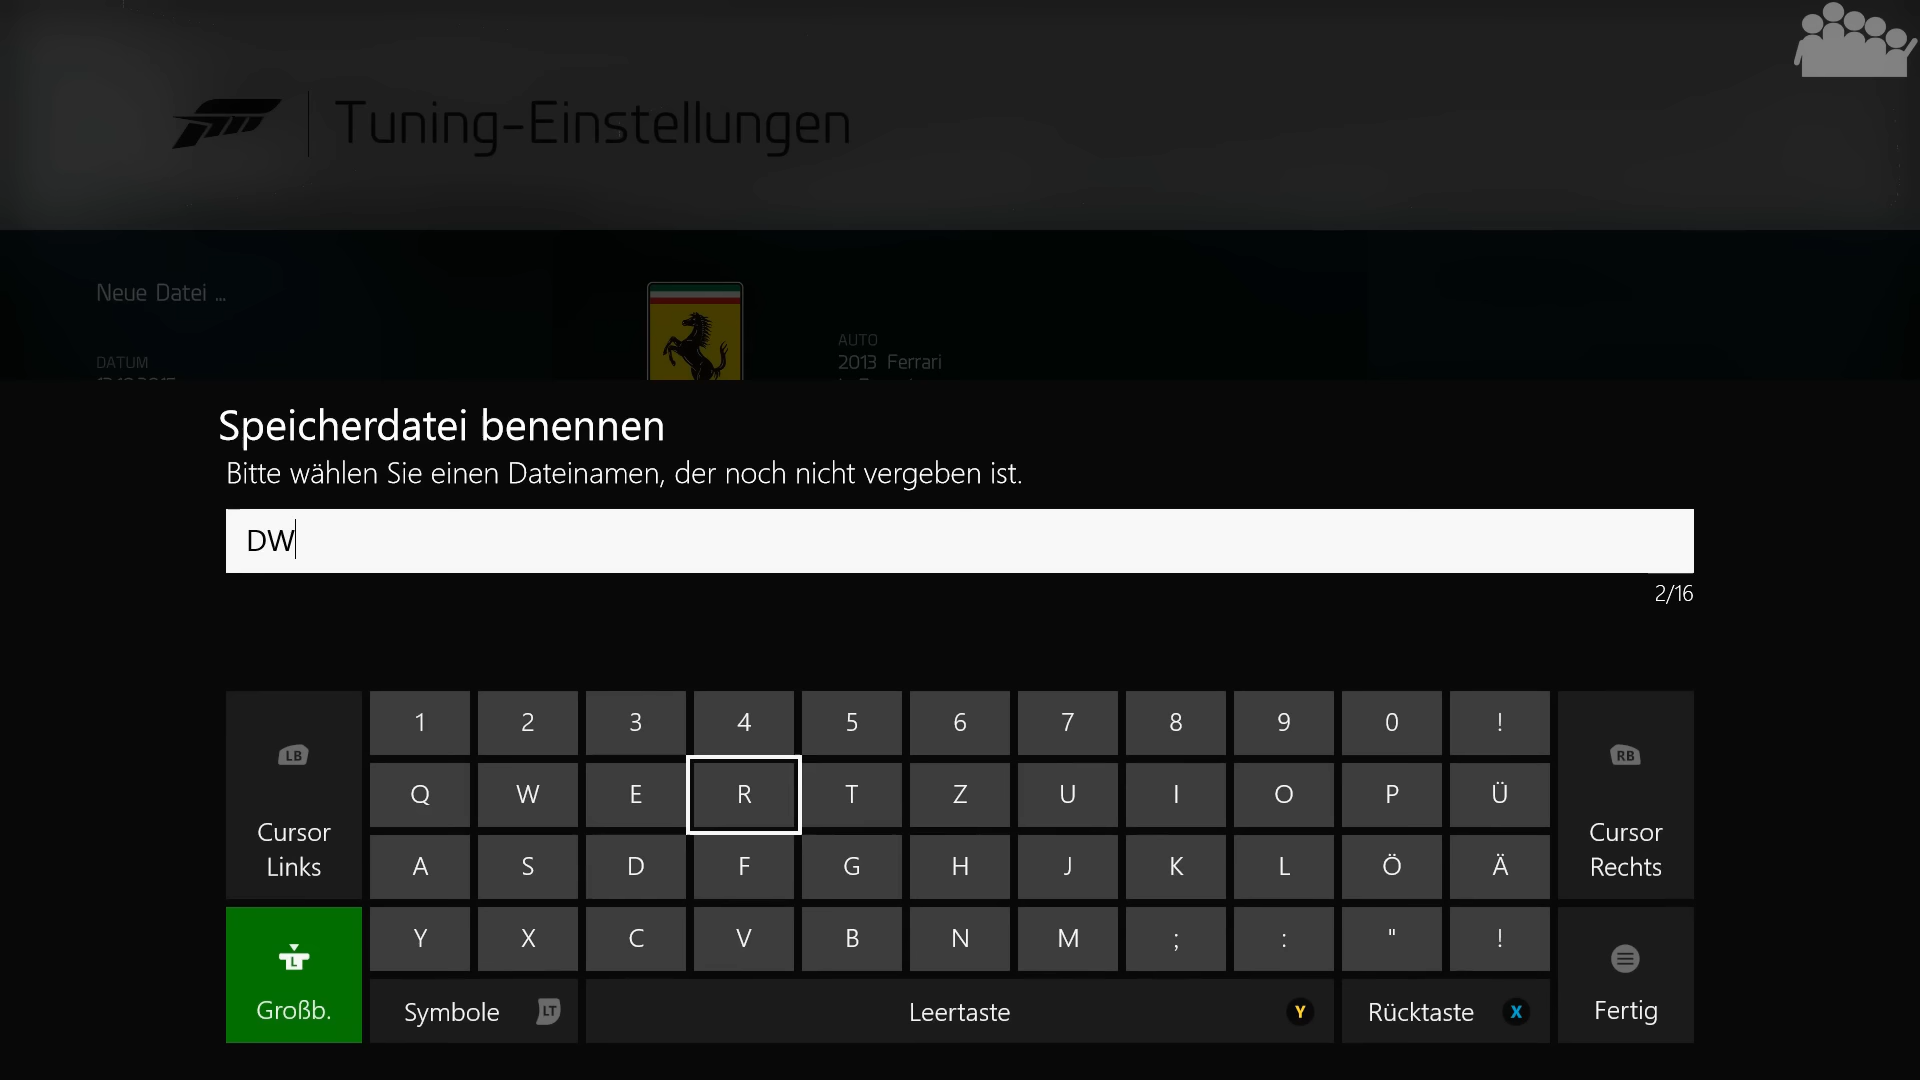 Tuning-Einstellungen
Neue Datei ...
DATUM
AUTO
2013 Ferrari
Speicherdatei benennen
Bitte wählen Sie einen Dateinamen, der noch nicht vergeben ist.
DW
2/16
LB
Cursor
Links
1 2 3 4 5 6 7 8 9 0 !
Q W E R T Z U I O P Ü
A S D F G H J K L Ö Ä
Y X C V B N M ; : " !
RB
Cursor
Rechts
L
Großb.
Symbole LT
Leertaste Y
Rücktaste X
Fertig